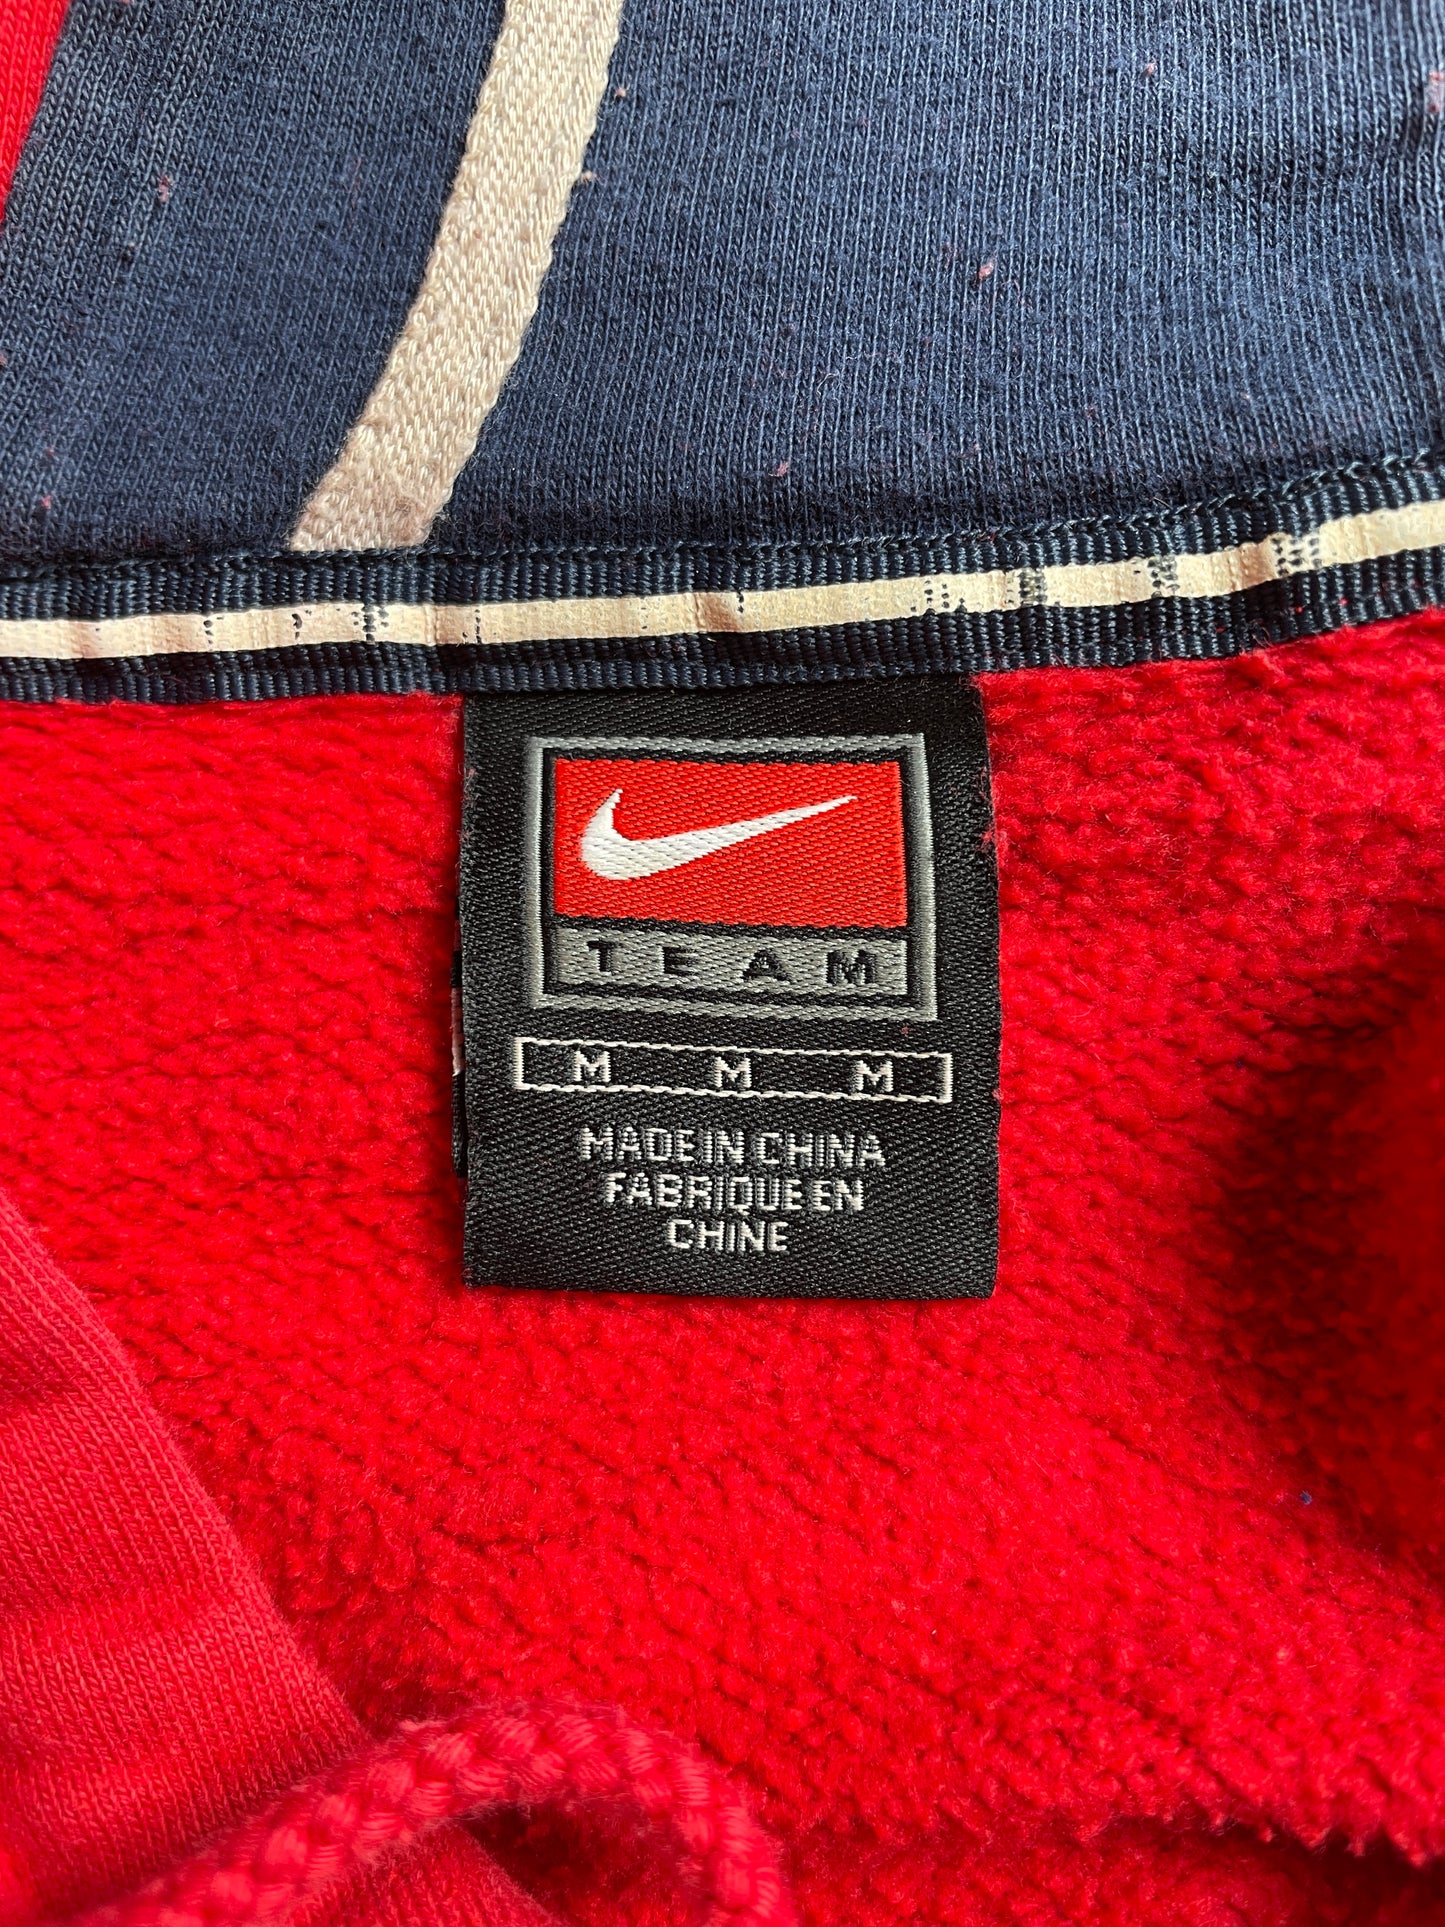 TEAM
M M M
MADE IN CHINA
FABRIQUE EN
CHINE